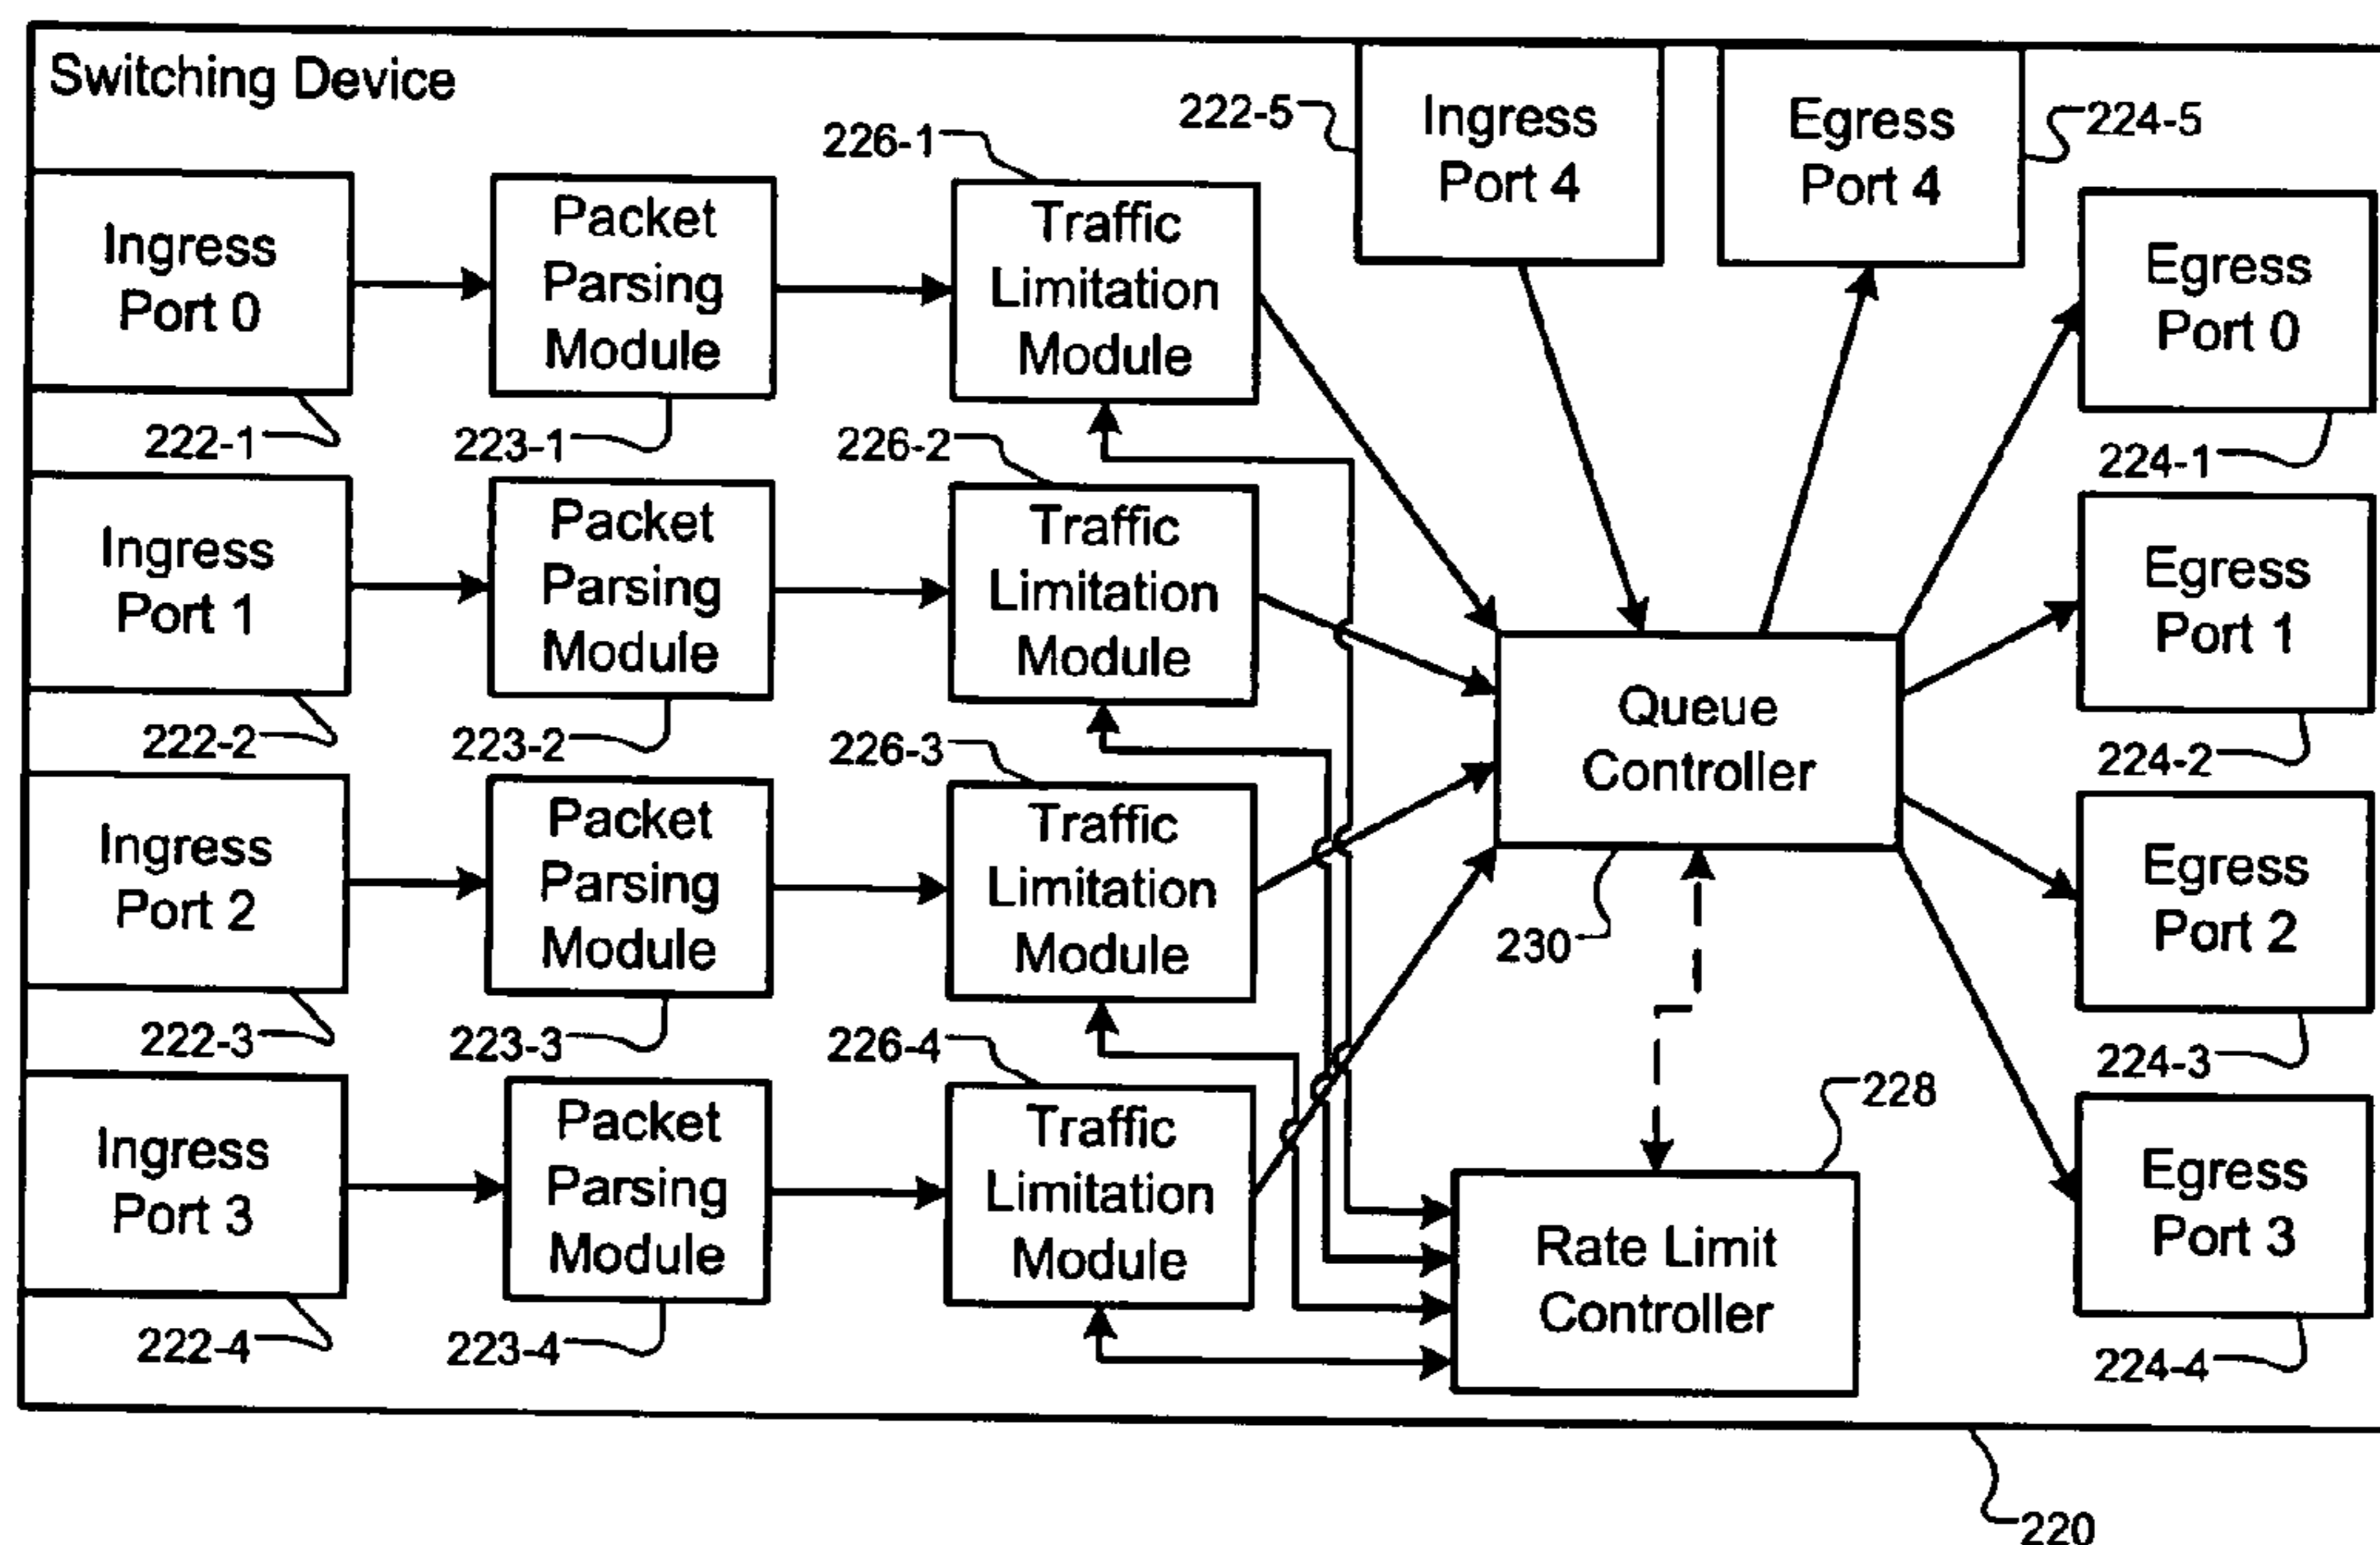 Switching Device
222-5
Ingress
Port 4
Egress
Port 4
224-5
226-1
Ingress
Port 0
222-1
Packet
Parsing
Module
223-1
Traffic
Limitation
Module
Egress
Port 0
224-1
226-2
Ingress
Port 1
222-2
Packet
Parsing
Module
223-2
Traffic
Limitation
Module
Queue
Controller
230
Egress
Port 1
224-2
226-3
Ingress
Port 2
222-3
Packet
Parsing
Module
223-3
Traffic
Limitation
Module
Egress
Port 2
224-3
226-4
Ingress
Port 3
222-4
Packet
Parsing
Module
223-4
Traffic
Limitation
Module
228
Rate Limit
Controller
Egress
Port 3
224-4
220